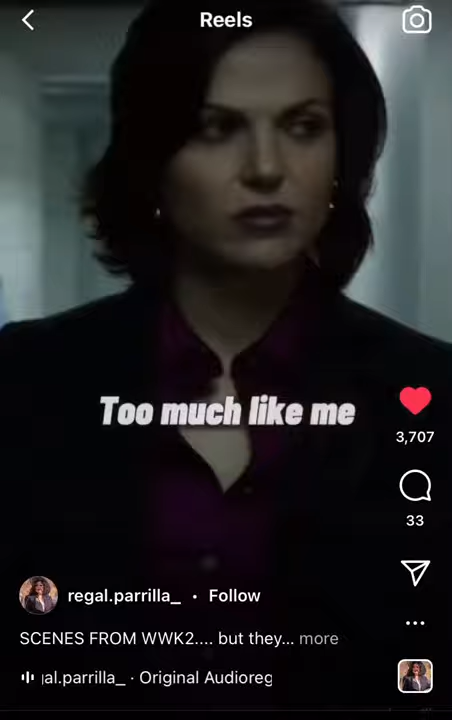 Reels
Too much like me
3,707
33
regal.parrilla_ · Follow
SCENES FROM WWK2.... but they... more
ıal.parrilla_ · Original Audioreg